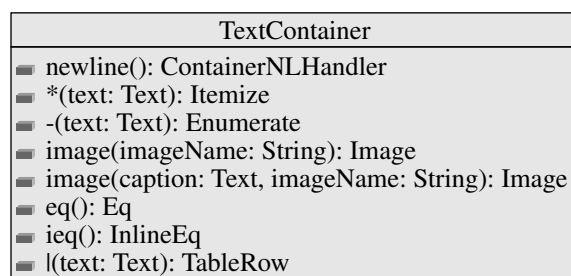 TextContainer
newline(): ContainerNLHandler
*(text: Text): Itemize
-(text: Text): Enumerate
image(imageName: String): Image
image(caption: Text, imageName: String): Image
eq(): Eq
ieq(): InlineEq
|(text: Text): TableRow